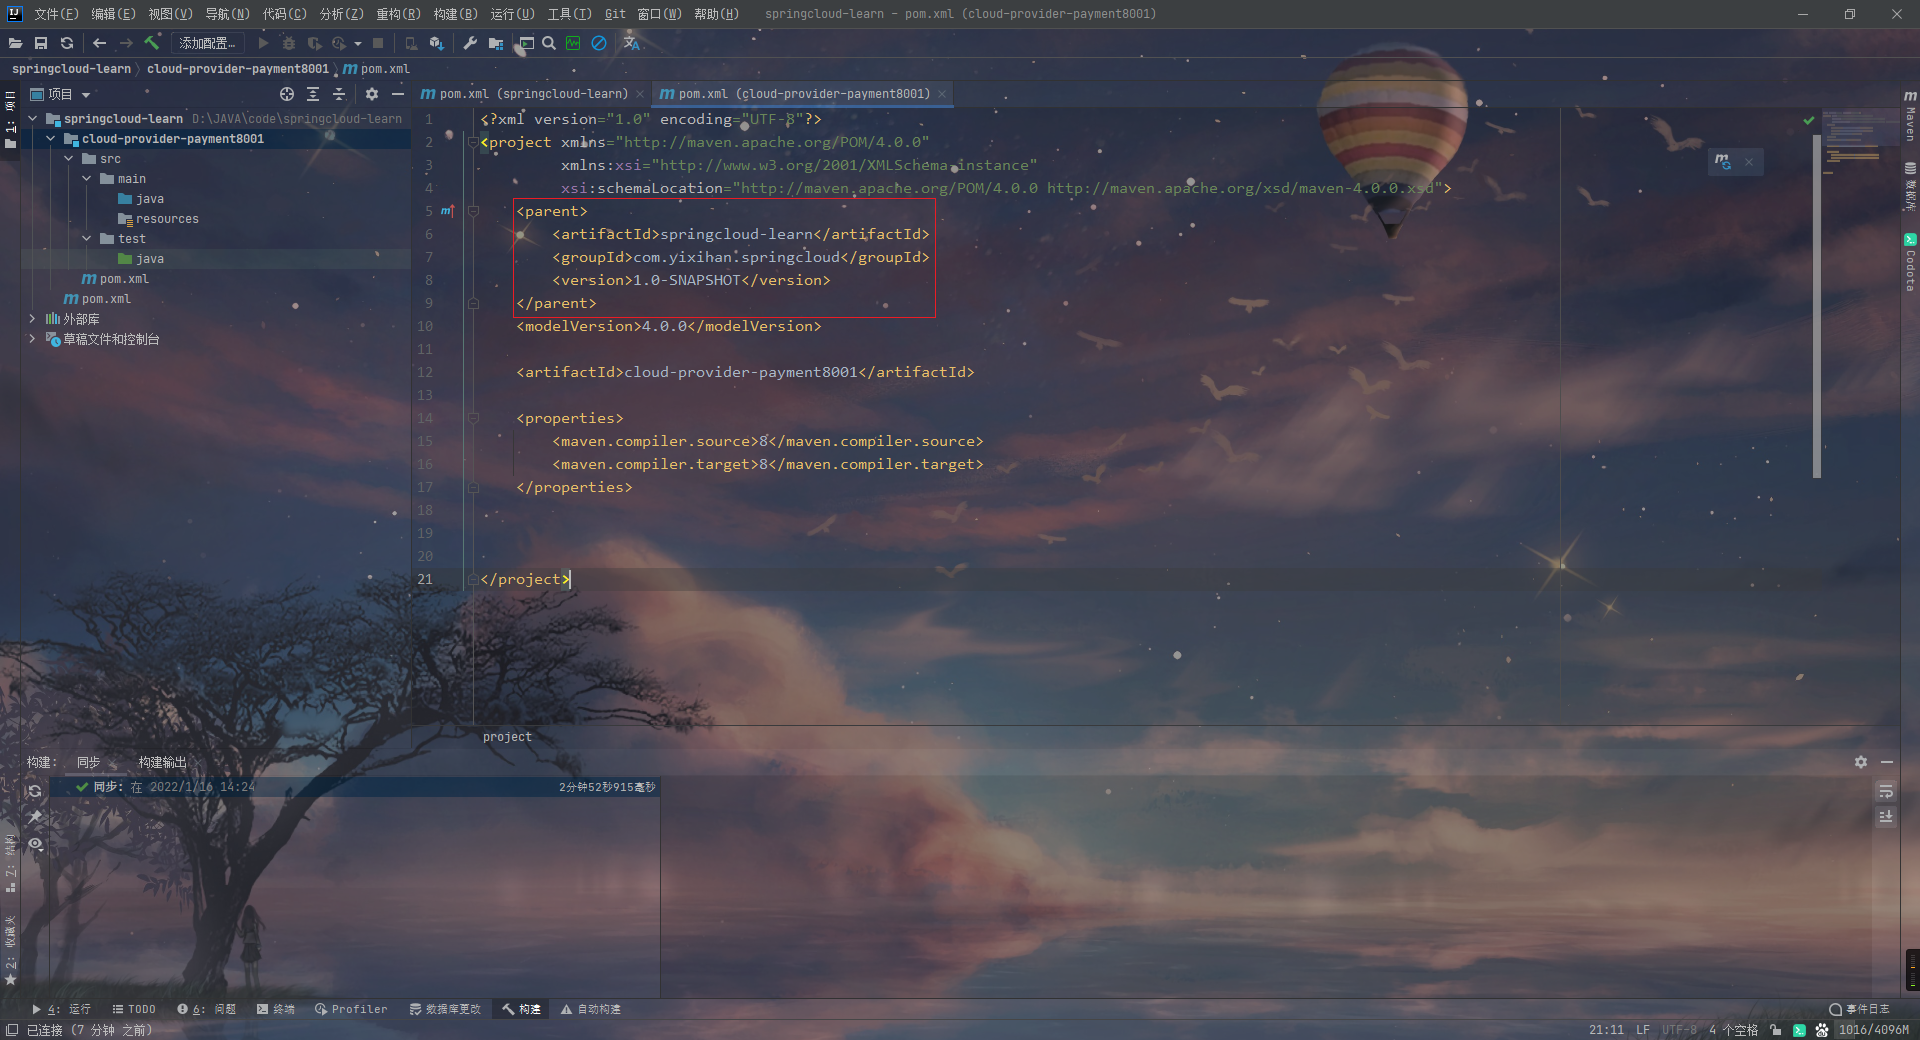 文件(F) 编辑(E) 视图(V) 导航(N) 代码(C) 分析(Z) 重构(R) 构建(B) 运行(U) 工具(T) Git 窗口(W) 帮助(H) springcloud-learn - pom.xml (cloud-provider-payment8001)
添加配置...
springcloud-learn cloud-provider-payment8001 pom.xml
项目
pom.xml (springcloud-learn) pom.xml (cloud-provider-payment8001)
1: 项目
springcloud-learn D:\JAVA\code\springcloud-learn
cloud-provider-payment8001
src
main
java
resources
test
java
pom.xml
pom.xml
外部库
草稿文件和控制台
1 <?xml version="1.0" encoding="UTF-8"?>
2 <project xmlns="http://maven.apache.org/POM/4.0.0"
3 xmlns:xsi="http://www.w3.org/2001/XMLSchema-instance"
4 xsi:schemaLocation="http://maven.apache.org/POM/4.0.0 http://maven.apache.org/xsd/maven-4.0.0.xsd">
5 <parent>
6 <artifactId>springcloud-learn</artifactId>
7 <groupId>com.yixihan.springcloud</groupId>
8 <version>1.0-SNAPSHOT</version>
9 </parent>
10 <modelVersion>4.0.0</modelVersion>
11
12 <artifactId>cloud-provider-payment8001</artifactId>
13
14 <properties>
15 <maven.compiler.source>8</maven.compiler.source>
16 <maven.compiler.target>8</maven.compiler.target>
17 </properties>
18
19
20
21 </project>
project
Maven
数据库
Codota
构建: 同步 构建输出
同步: 在 2022/1/16 14:24 2分钟52秒915毫秒
7: 结构
2: 收藏夹
4: 运行 TODO 6: 问题 终端 Profiler 数据库更改 构建 自动构建 事件日志
已连接 (7 分钟 之前) 21:11 LF UTF-8 4 个空格 1016/4096M